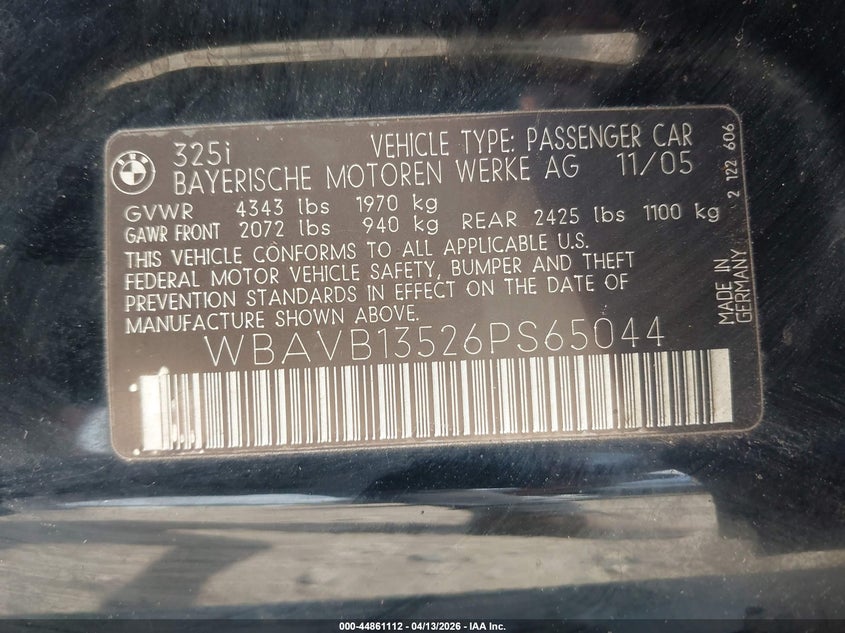 BMW
325i VEHICLE TYPE: PASSENGER CAR
BAYERISCHE MOTOREN WERKE AG 11/05
GVWR 4343 lbs 1970 kg
GAWR FRONT 2072 lbs 940 kg REAR 2425 lbs 1100 kg
THIS VEHICLE CONFORMS TO ALL APPLICABLE U.S.
FEDERAL MOTOR VEHICLE SAFETY, BUMPER AND THEFT
PREVENTION STANDARDS IN EFFECT ON THE DATE OF
MANUFACTURE SHOWN ABOVE.
WBAVB13526PS65044
2 122 606
MADE IN
GERMANY
000-44861112 - 04/13/2026 - IAA Inc.